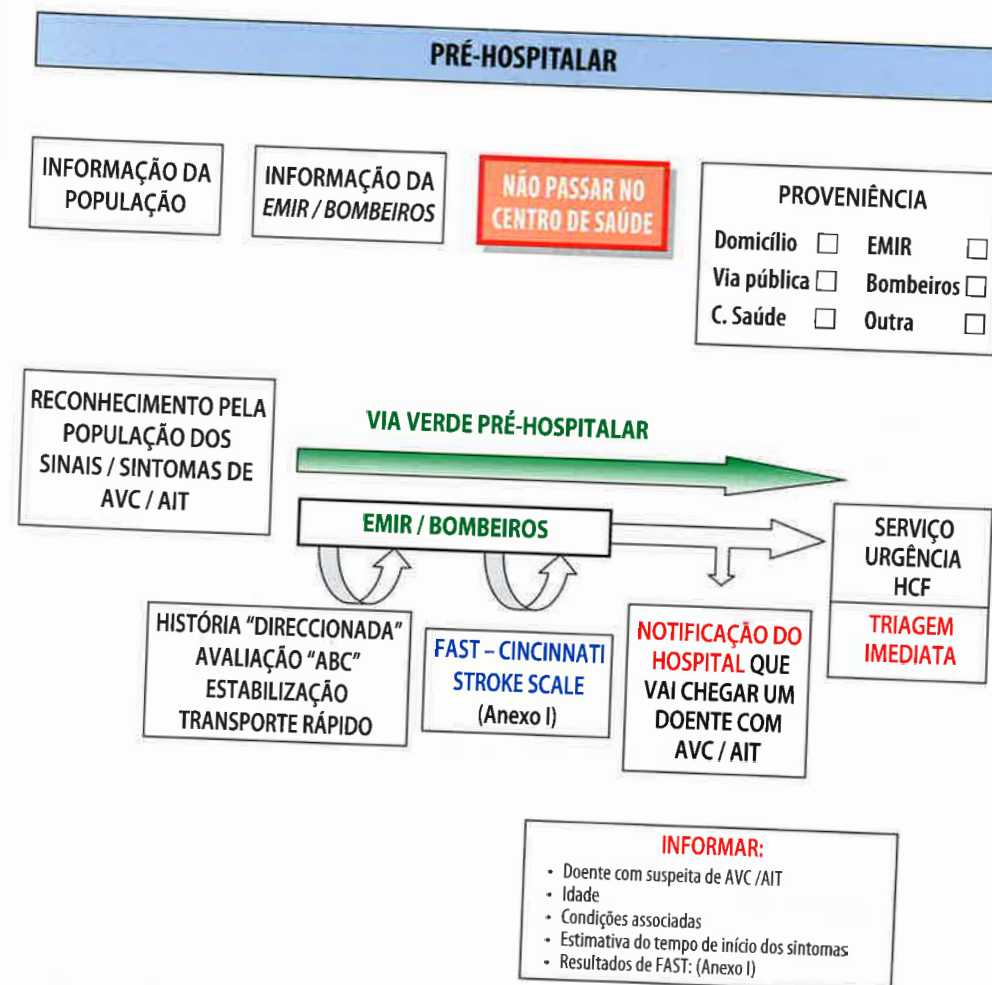 PRÉ-HOSPITALAR
INFORMAÇÃO DA
POPULAÇÃO
INFORMAÇÃO DA
EMIR / BOMBEIROS
NÃO PASSAR NO
CENTRO DE SAÚDE
PROVENIÊNCIA
Domicílio EMIR
Via pública Bombeiros
C. Saúde Outra
RECONHECIMENTO PELA
POPULAÇÃO DOS
SINAIS / SINTOMAS DE
AVC / AIT
VIA VERDE PRÉ-HOSPITALAR
EMIR / BOMBEIROS
SERVIÇO
URGÊNCIA
HCF
TRIAGEM
IMEDIATA
HISTÓRIA "DIRECCIONADA"
AVALIAÇÃO "ABC"
ESTABILIZAÇÃO
TRANSPORTE RÁPIDO
FAST – CINCINNATI
STROKE SCALE
(Anexo I)
NOTIFICAÇÃO DO
HOSPITAL QUE
VAI CHEGAR UM
DOENTE COM
AVC / AIT
INFORMAR:
• Doente com suspeita de AVC /AIT
• Idade
• Condições associadas
• Estimativa do tempo de início dos sintomas
• Resultados de FAST: (Anexo I)